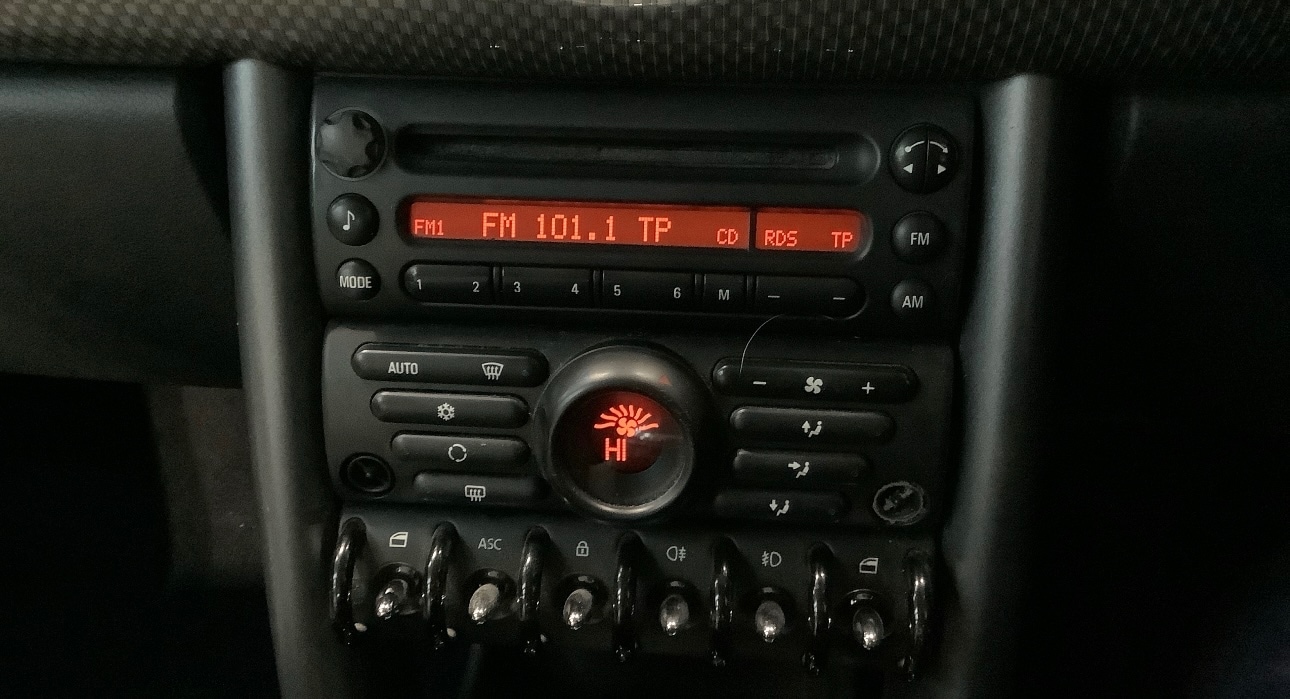 FM1 FM 101.1 TP CD RDS TP
FM
MODE
1 2 3 4 5 6 M
AM
AUTO
HI
ASC